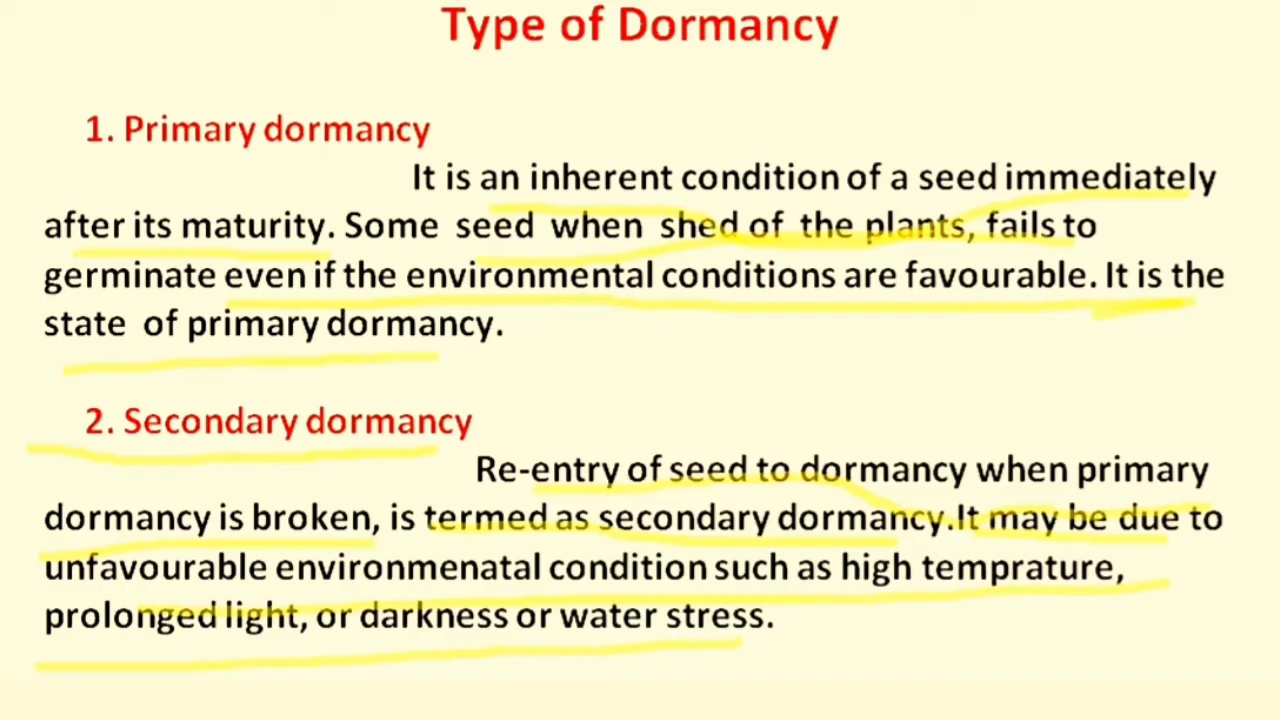 Type of Dormancy
1. Primary dormancy
It is an inherent condition of a seed immediately
after its maturity. Some seed when shed of the plants, fails to
germinate even if the environmental conditions are favourable. It is the
state of primary dormancy.
2. Secondary dormancy
Re-entry of seed to dormancy when primary
dormancy is broken, is termed as secondary dormancy.It may be due to
unfavourable environmenatal condition such as high temprature,
prolonged light, or darkness or water stress.